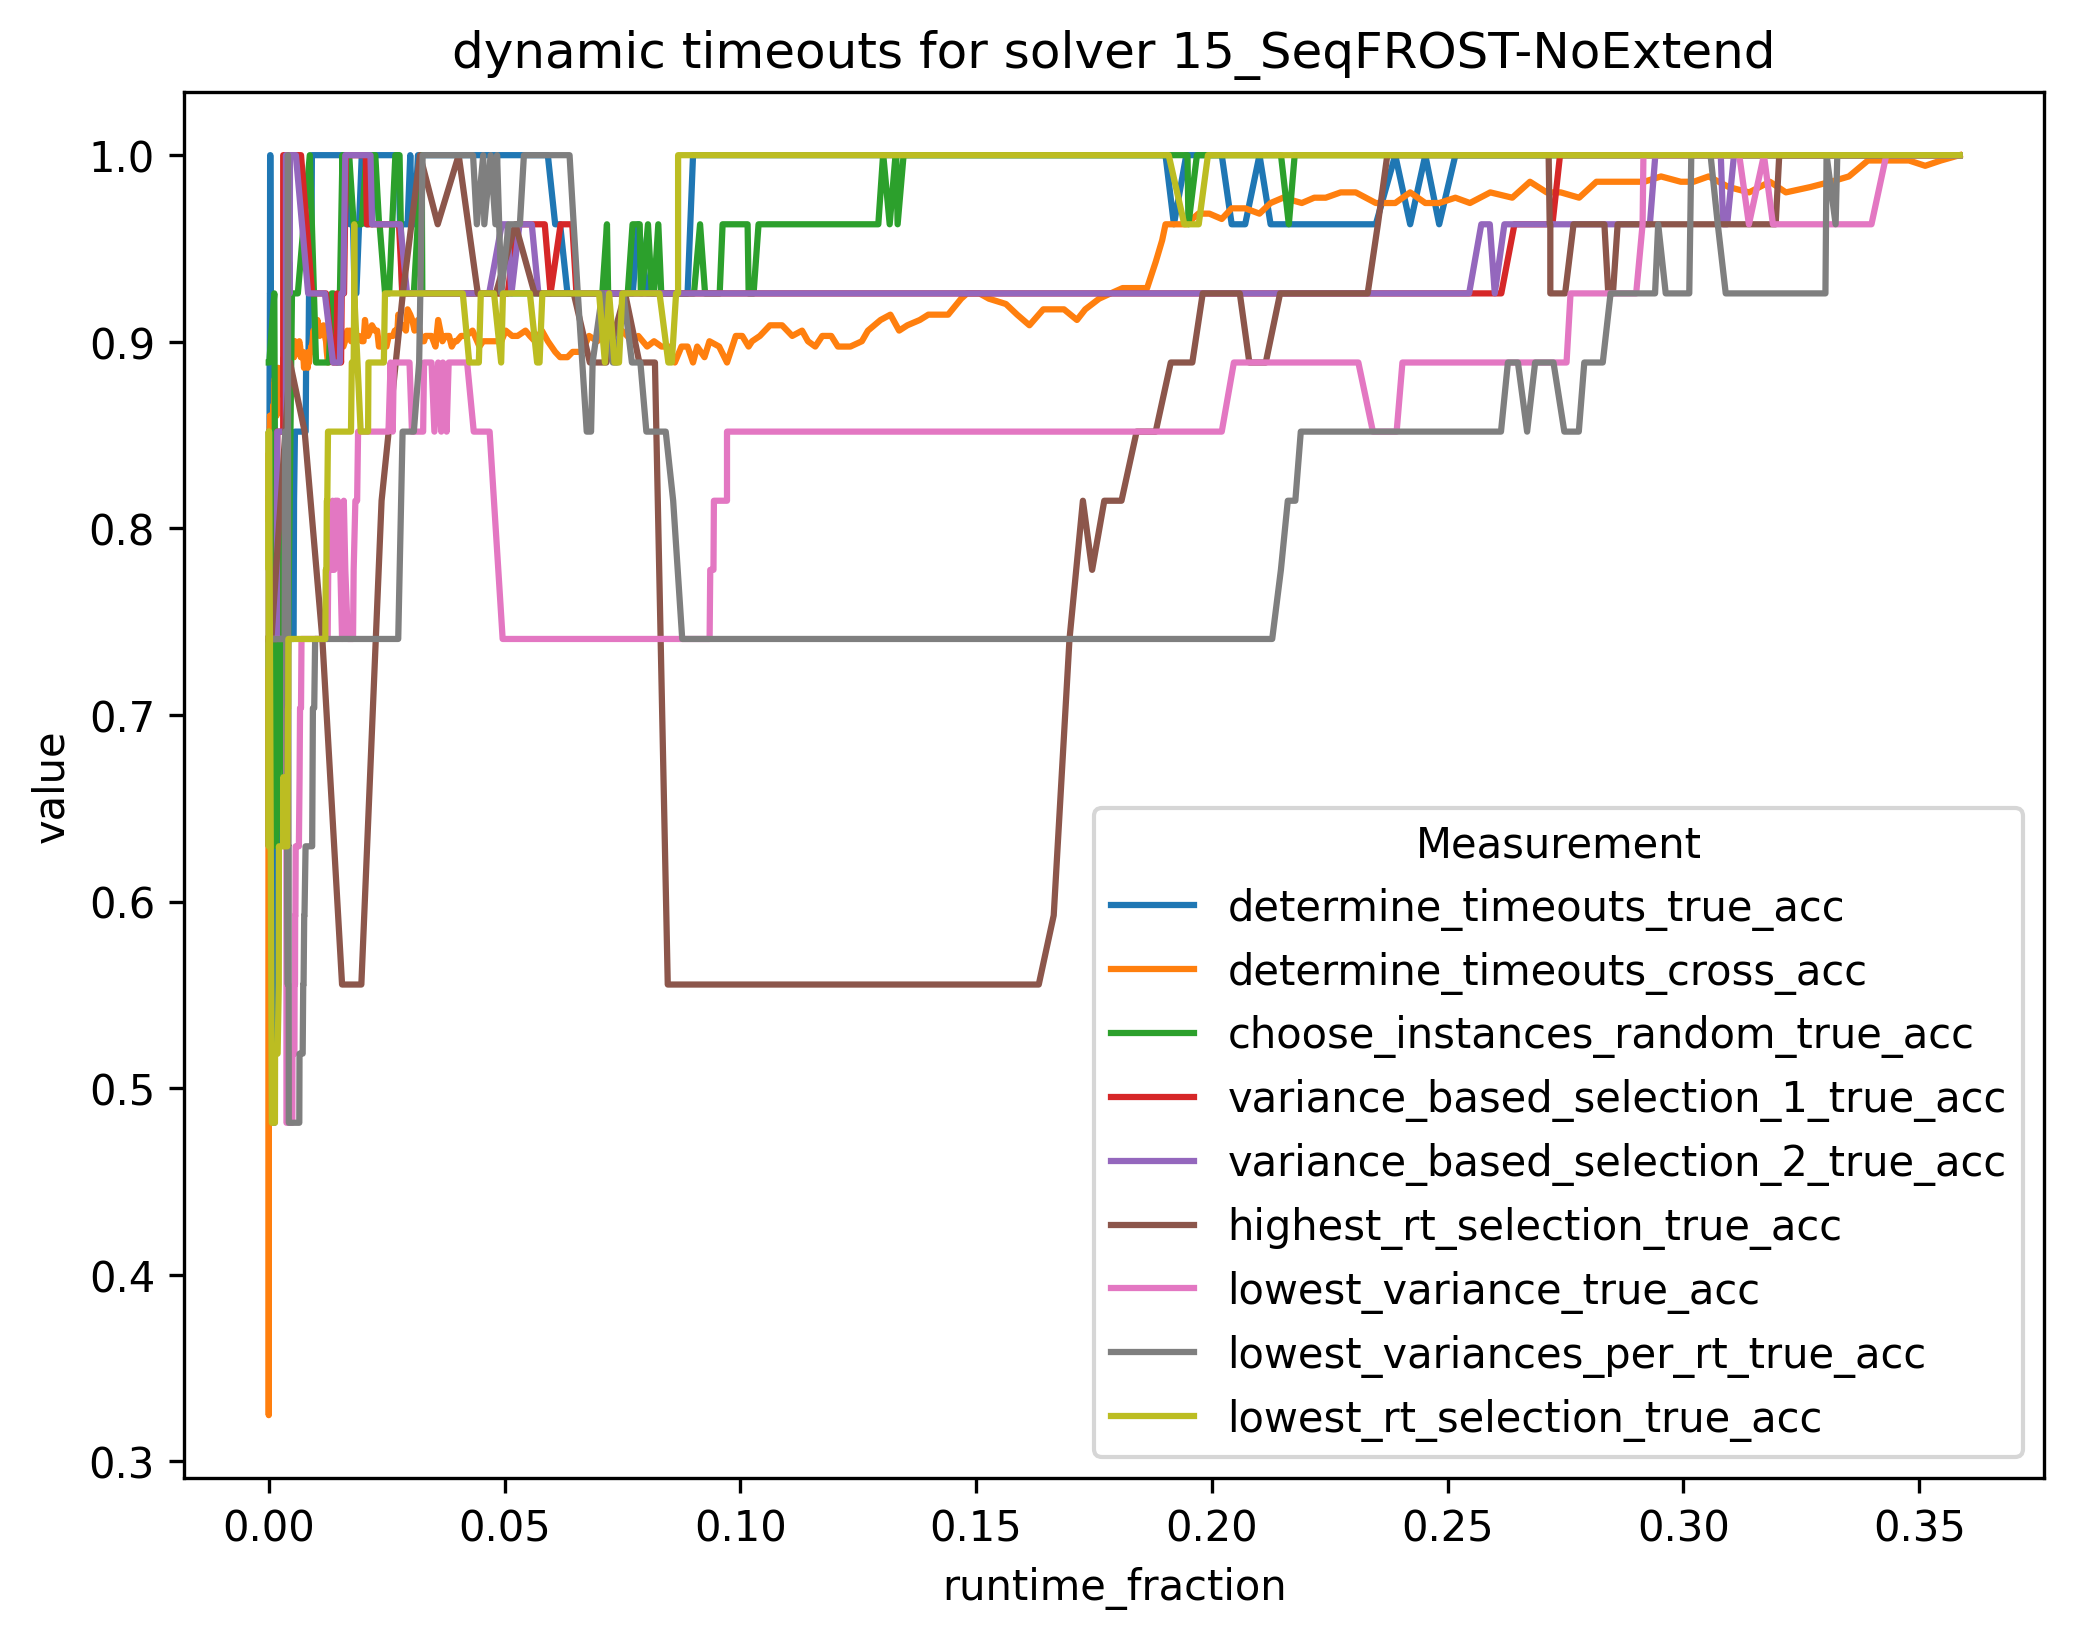 dynamic timeouts for solver 15_SeqFROST-NoExtend
value
1.0
0.9
0.8
0.7
0.6
0.5
0.4
0.3
Measurement
determine_timeouts_true_acc
determine_timeouts_cross_acc
choose_instances_random_true_acc
variance_based_selection_1_true_acc
variance_based_selection_2_true_acc
highest_rt_selection_true_acc
lowest_variance_true_acc
lowest_variances_per_rt_true_acc
lowest_rt_selection_true_acc
0.00 0.05 0.10 0.15 0.20 0.25 0.30 0.35
runtime_fraction